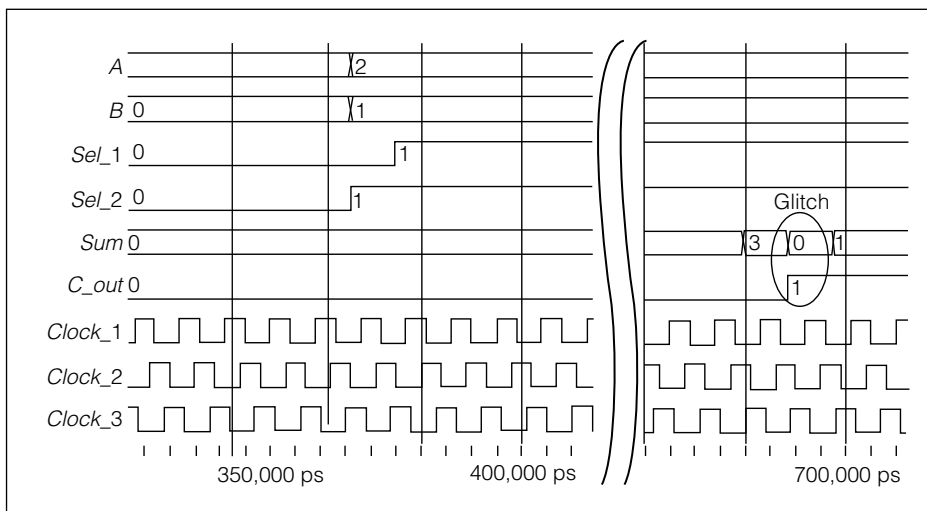 A 2
B 0 1
Sel_1 0 1
Sel_2 0 1
Glitch
Sum 0 3 0 1
C_out 0 1
Clock_1
Clock_2
Clock_3
350,000 ps 400,000 ps 700,000 ps